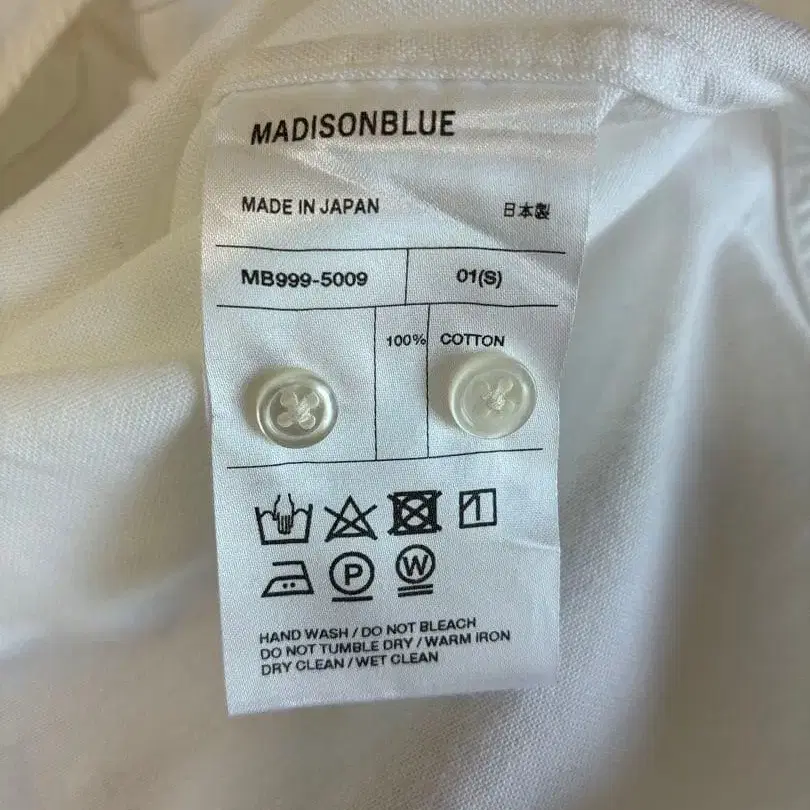 MADISONBLUE
MADE IN JAPAN 日本製
MB999-5009 01(S)
100% COTTON
P W
HAND WASH / DO NOT BLEACH
DO NOT TUMBLE DRY / WARM IRON
DRY CLEAN / WET CLEAN